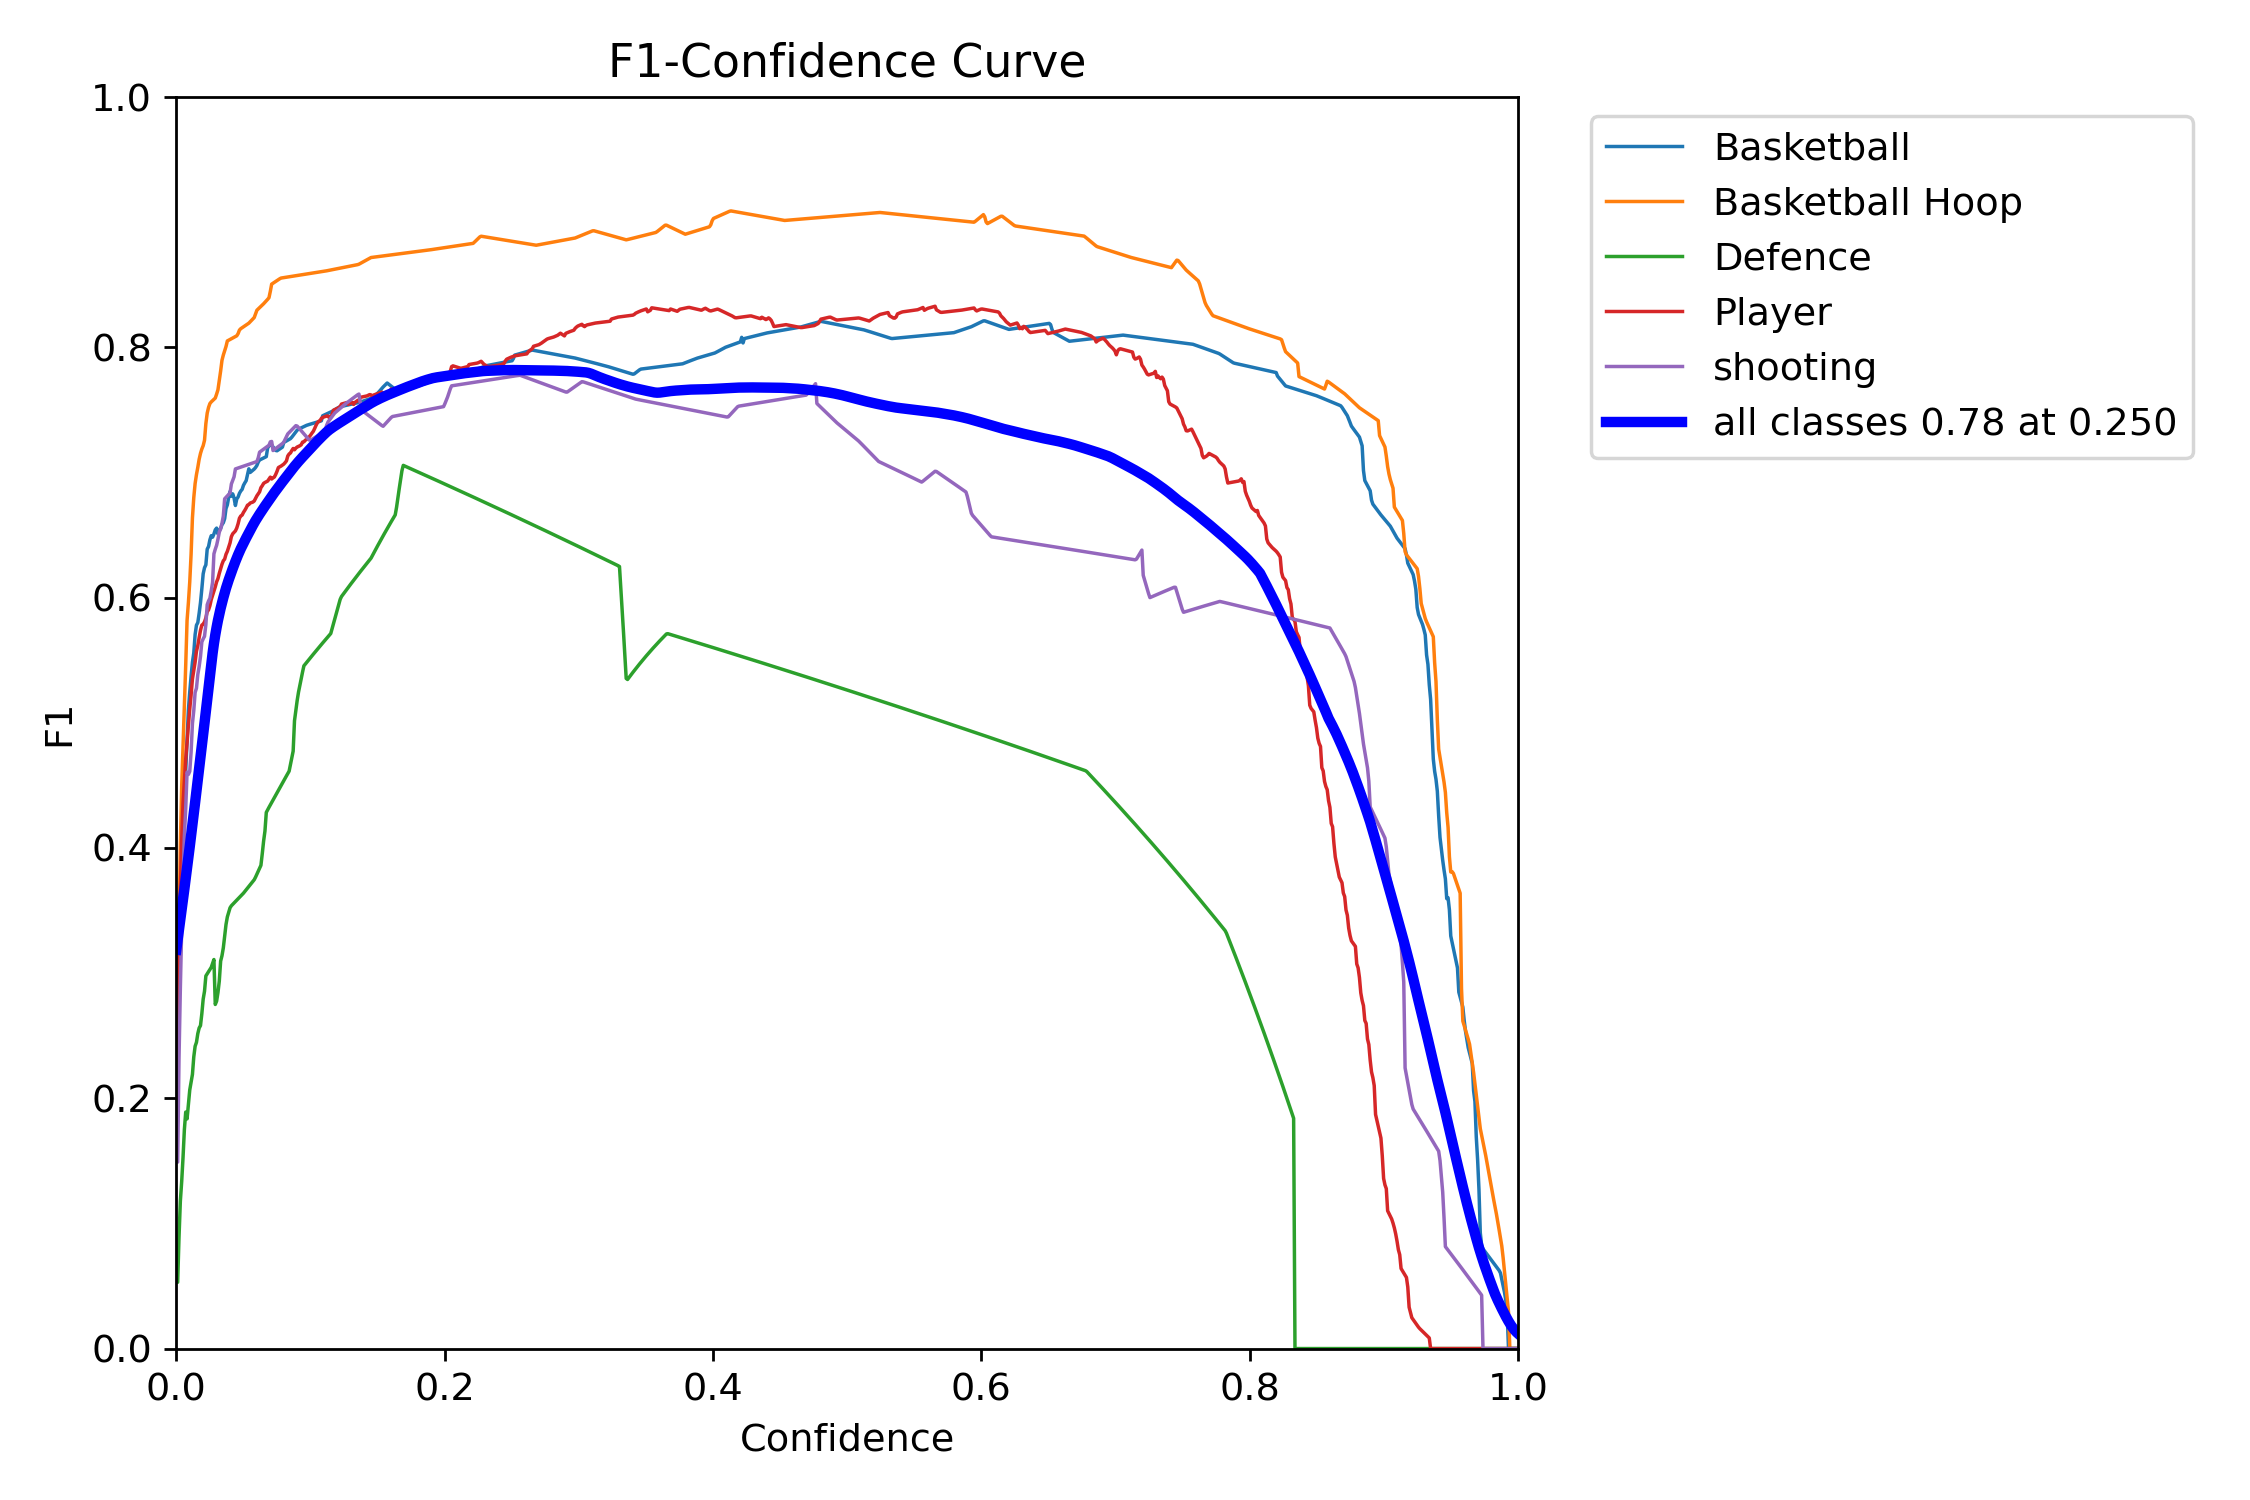 F1-Confidence Curve
1.0
0.8
0.6
0.4
0.2
0.0
F1
0.0 0.2 0.4 0.6 0.8 1.0
Confidence
Basketball
Basketball Hoop
Defence
Player
shooting
all classes 0.78 at 0.250